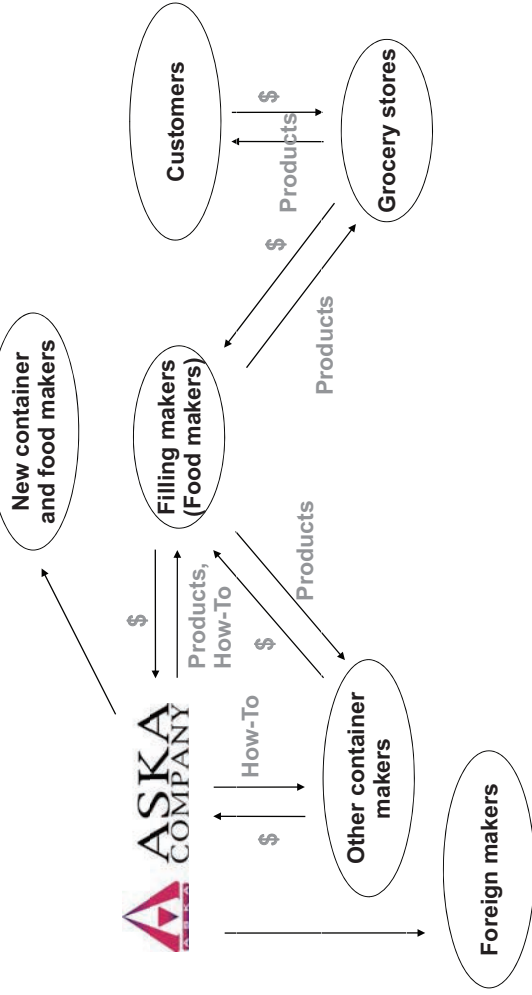 New container
and food makers
ASKA
ASKA
COMPANY
$
Products,
How-To
Filling makers
(Food makers)
Customers
$
How-To
$
Products
$
Products
Products
$
Other container
makers
Grocery stores
Foreign makers